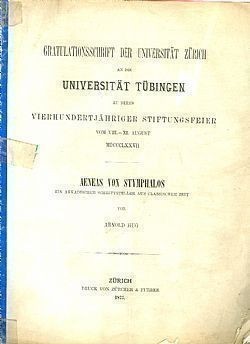 GRATULATIONSSCHRIFT DER UNIVERSITÄT ZÜRICH
AN DIE
UNIVERSITÄT TÜBINGEN
ZU DEREN
VIERHUNDERTJÄHRIGER STIFTUNGSFEIER
VOM VIII.—XI. AUGUST
MDCCCLXXVII
AENEAS VON STYMPHALOS
EIN ARKADISCHER SCHRIFTSTELLER AUS CLASSISCHER ZEIT
VON
ARNOLD HUG
ZÜRICH
DRUCK VON ZÜRCHER & FURRER
1877.